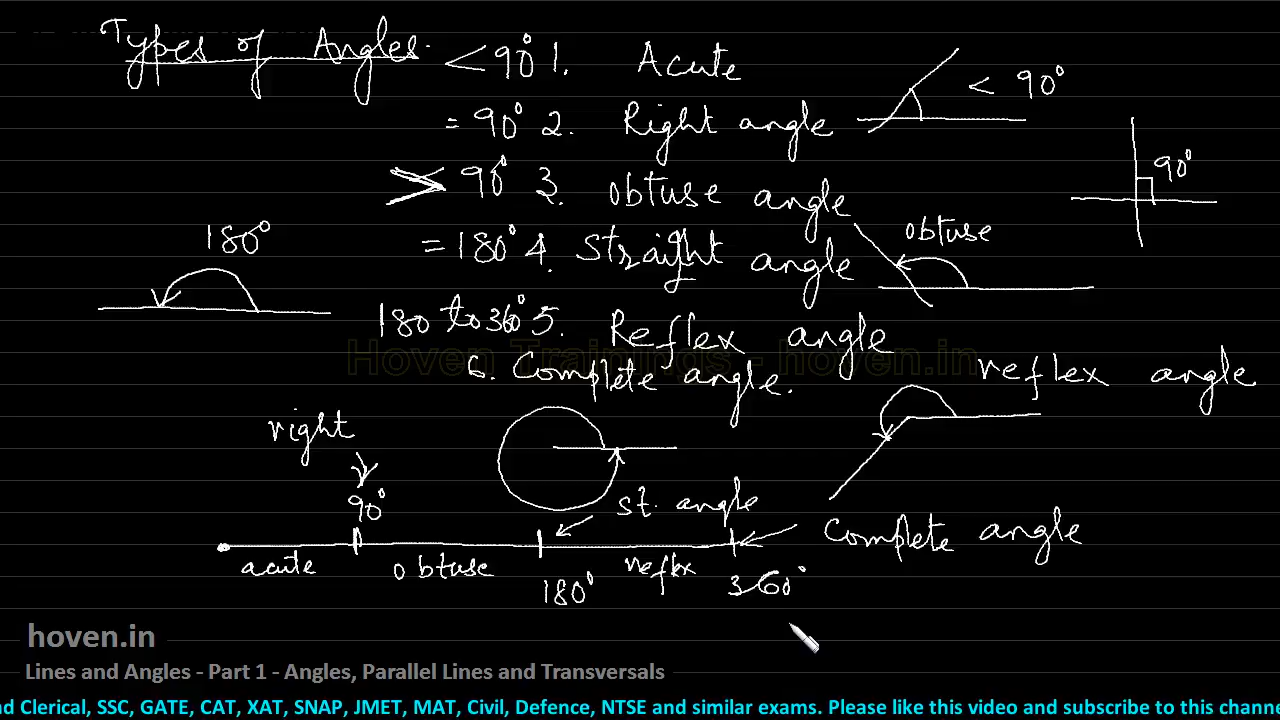 Types of Angles.
< 90° 1. Acute
< 90°
= 90° 2. Right angle
90°
> 90° 3. obtuse angle
obtuse
180°
= 180° 4. Straight angle
180 to 360° 5. Reflex angle
Hoven Trainings - hoven.in
6. Complete angle.
reflex angle
right
90°
st. angle
Complete angle
acute
obtuse
180°
reflex
360°
hoven.in
Lines and Angles - Part 1 - Angles, Parallel Lines and Transversals
nd Clerical, SSC, GATE, CAT, XAT, SNAP, JMET, MAT, Civil, Defence, NTSE and similar exams. Please like this video and subscribe to this channe